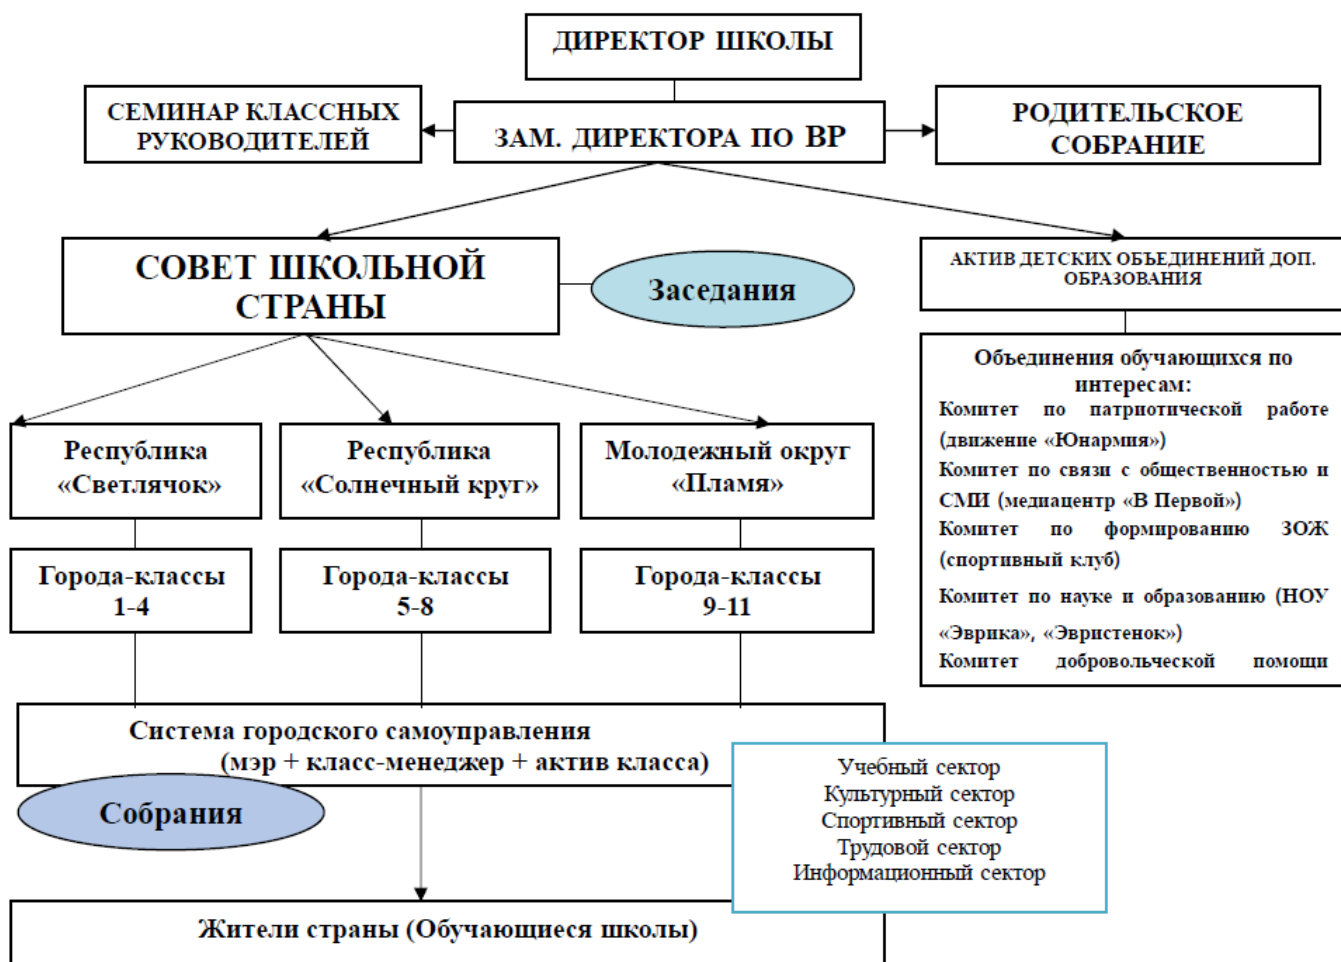 ДИРЕКТОР ШКОЛЫ
СЕМИНАР КЛАССНЫХ
РУКОВОДИТЕЛЕЙ
ЗАМ. ДИРЕКТОРА ПО ВР
РОДИТЕЛЬСКОЕ
СОБРАНИЕ
СОВЕТ ШКОЛЬНОЙ
СТРАНЫ
Заседания
АКТИВ ДЕТСКИХ ОБЪЕДИНЕНИЙ ДОП.
ОБРАЗОВАНИЯ
Объединения обучающихся по
интересам:
Комитет по патриотической работе
(движение «Юнармия»)
Комитет по связи с общественностью и
СМИ (медиацентр «В Первой»)
Комитет по формированию ЗОЖ
(спортивный клуб)
Комитет по науке и образованию (НОУ
«Эврика», «Эвристенок»)
Комитет добровольческой помощи
Республика
«Светлячок»
Республика
«Солнечный круг»
Молодежный округ
«Пламя»
Города-классы
1-4
Города-классы
5-8
Города-классы
9-11
Система городского самоуправления
(мэр + класс-менеджер + актив класса)
Собрания
Учебный сектор
Культурный сектор
Спортивный сектор
Трудовой сектор
Информационный сектор
Жители страны (Обучающиеся школы)